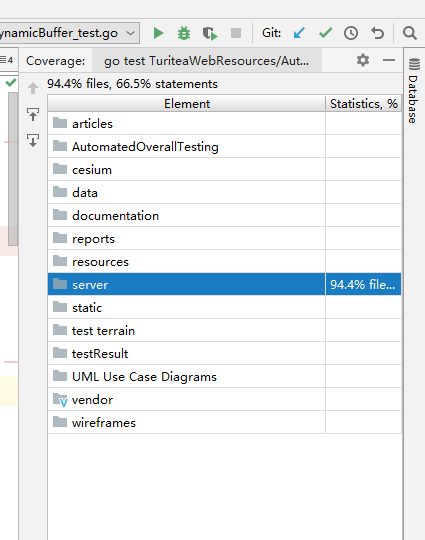 ynamicBuffer_test.go Git:
4 Coverage: go test TuriteaWebResources/Aut...
94.4% files, 66.5% statements
Element Statistics, %
articles
AutomatedOverallTesting
cesium
data
documentation
reports
resources
server 94.4% file...
static
test terrain
testResult
UML Use Case Diagrams
vendor
wireframes
Database